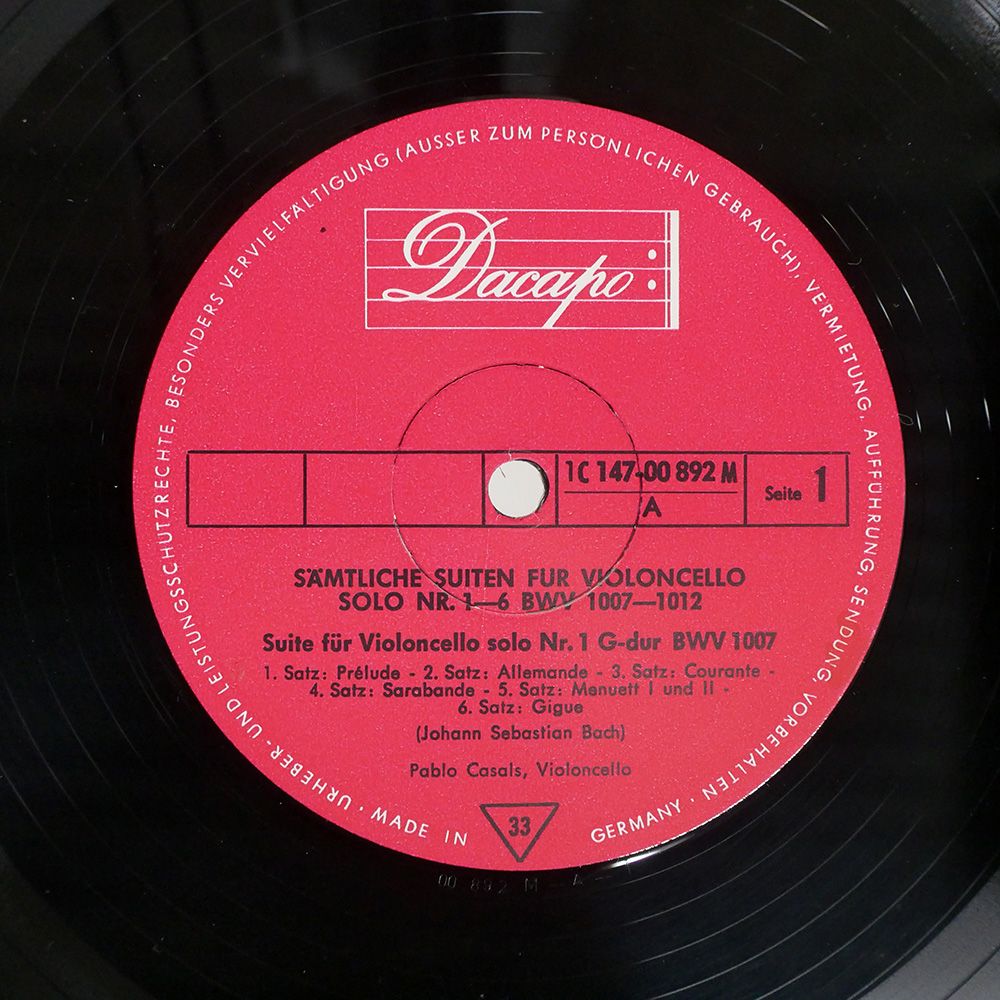 URHEBER- UND LEISTUNGSSCHUTZRECHTE, BESONDERS VERVIELFÄLTIGUNG (AUSSER ZUM PERSÖNLICHEN GEBRAUCH), VERMIETUNG, AUFFÜHRUNG, SENDUNG, VORBEHALTEN ·
Dacapo
1C 147-00 892 M
A
Seite 1
SÄMTLICHE SUITEN FUR VIOLONCELLO
SOLO NR. 1—6 BWV 1007—1012
Suite für Violoncello solo Nr. 1 G-dur BWV 1007
1. Satz: Prélude - 2. Satz: Allemande - 3. Satz: Courante -
4. Satz: Sarabande - 5. Satz: Menuett I und II -
6. Satz: Gigue
(Johann Sebastian Bach)
Pablo Casals, Violoncello
33
MADE IN GERMANY ·
00 892 M - A